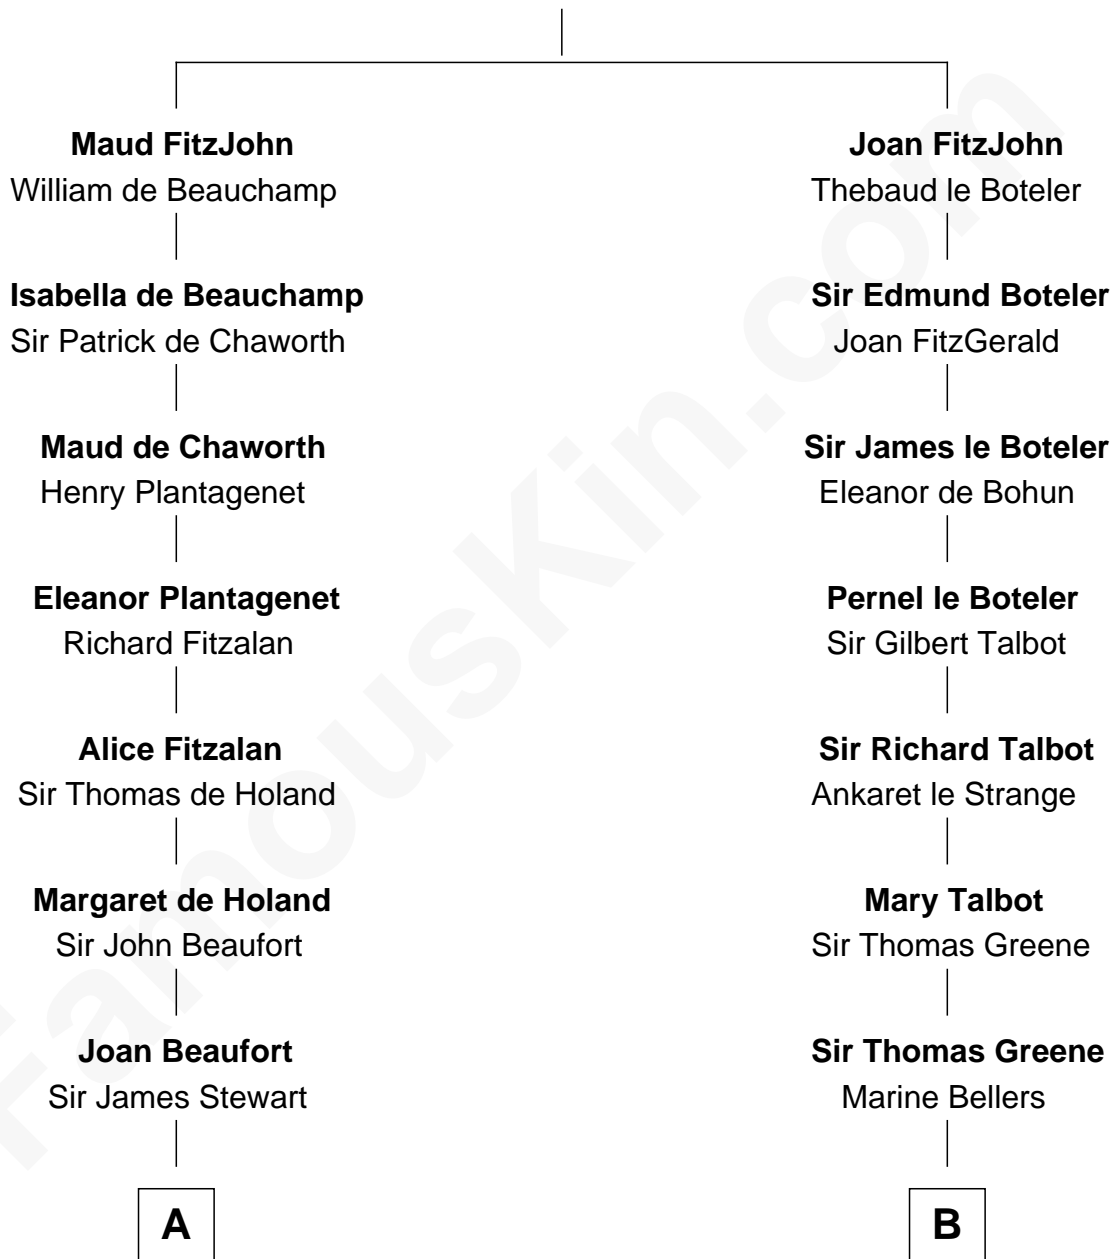 Maud FitzJohn
William de Beauchamp
Isabella de Beauchamp
Sir Patrick de Chaworth
Maud de Chaworth
Henry Plantagenet
Eleanor Plantagenet
Richard Fitzalan
Alice Fitzalan
Sir Thomas de Holand
Margaret de Holand
Sir John Beaufort
Joan Beaufort
Sir James Stewart
A
Joan FitzJohn
Thebaud le Boteler
Sir Edmund Boteler
Joan FitzGerald
Sir James le Boteler
Eleanor de Bohun
Pernel le Boteler
Sir Gilbert Talbot
Sir Richard Talbot
Ankaret le Strange
Mary Talbot
Sir Thomas Greene
Sir Thomas Greene
Marine Bellers
B
FamousKin.com